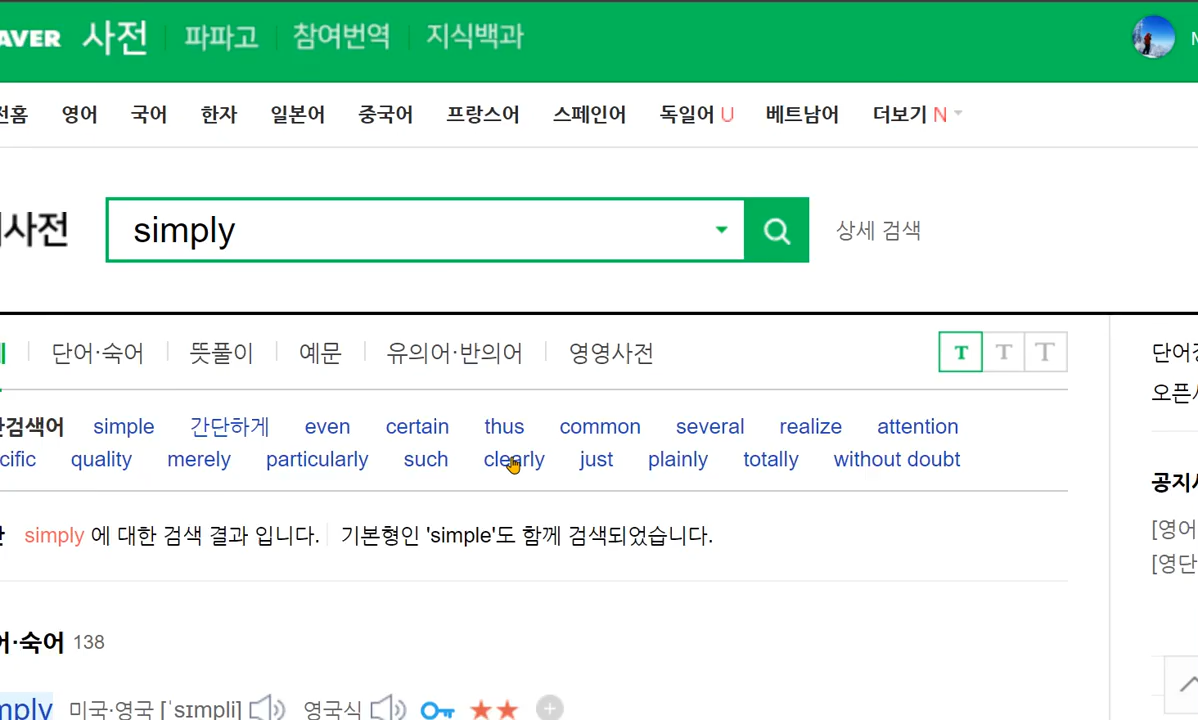 AVER 사전 파파고 참여번역 지식백과
전홈 영어 국어 한자 일본어 중국어 프랑스어 스페인어 독일어 U 베트남어 더보기 N
사전 simply 상세 검색
단어·숙어 뜻풀이 예문 유의어·반의어 영영사전 T T T
검색어 simple 간단하게 even certain thus common several realize attention
cific quality merely particularly such clearly just plainly totally without doubt
simply 에 대한 검색 결과 입니다. 기본형인 'simple'도 함께 검색되었습니다.
어·숙어 138
mply 미국·영국 [ˈsɪmpli] 영국식
단어
오픈
공지
[영어
[영단